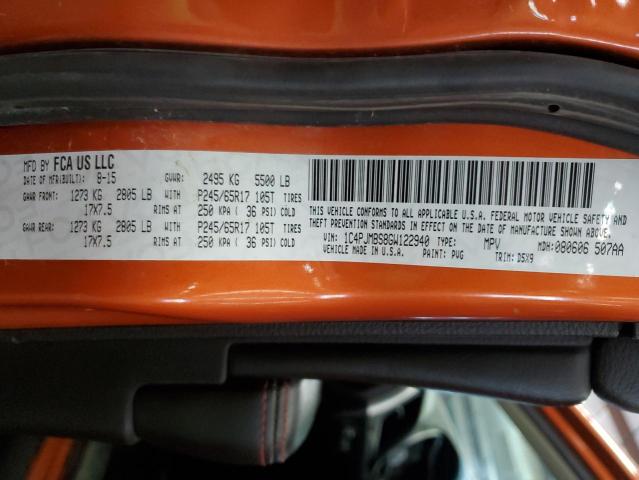 MFD BY FCA US LLC
DATE OF MFR(BUILT): 8-15 GVWR: 2495 KG 5500 LB
GAWR FRONT: 1273 KG 2805 LB WITH P245/65R17 105T TIRES
17X7.5 RIMS AT 250 KPA ( 36 PSI) COLD
GAWR REAR: 1273 KG 2805 LB WITH P245/65R17 105T TIRES
17X7.5 RIMS AT 250 KPA ( 36 PSI) COLD
THIS VEHICLE CONFORMS TO ALL APPLICABLE U.S.A. FEDERAL MOTOR VEHICLE SAFETY AND
THEFT PREVENTION STANDARDS IN EFFECT ON THE DATE OF MANUFACTURE SHOWN ABOVE.
VIN: 1C4PJMBS8GW122940 TYPE: MPV MDH: 080606 507AA
VEHICLE MADE IN U.S.A. PAINT: PVG TRIM: D5X9